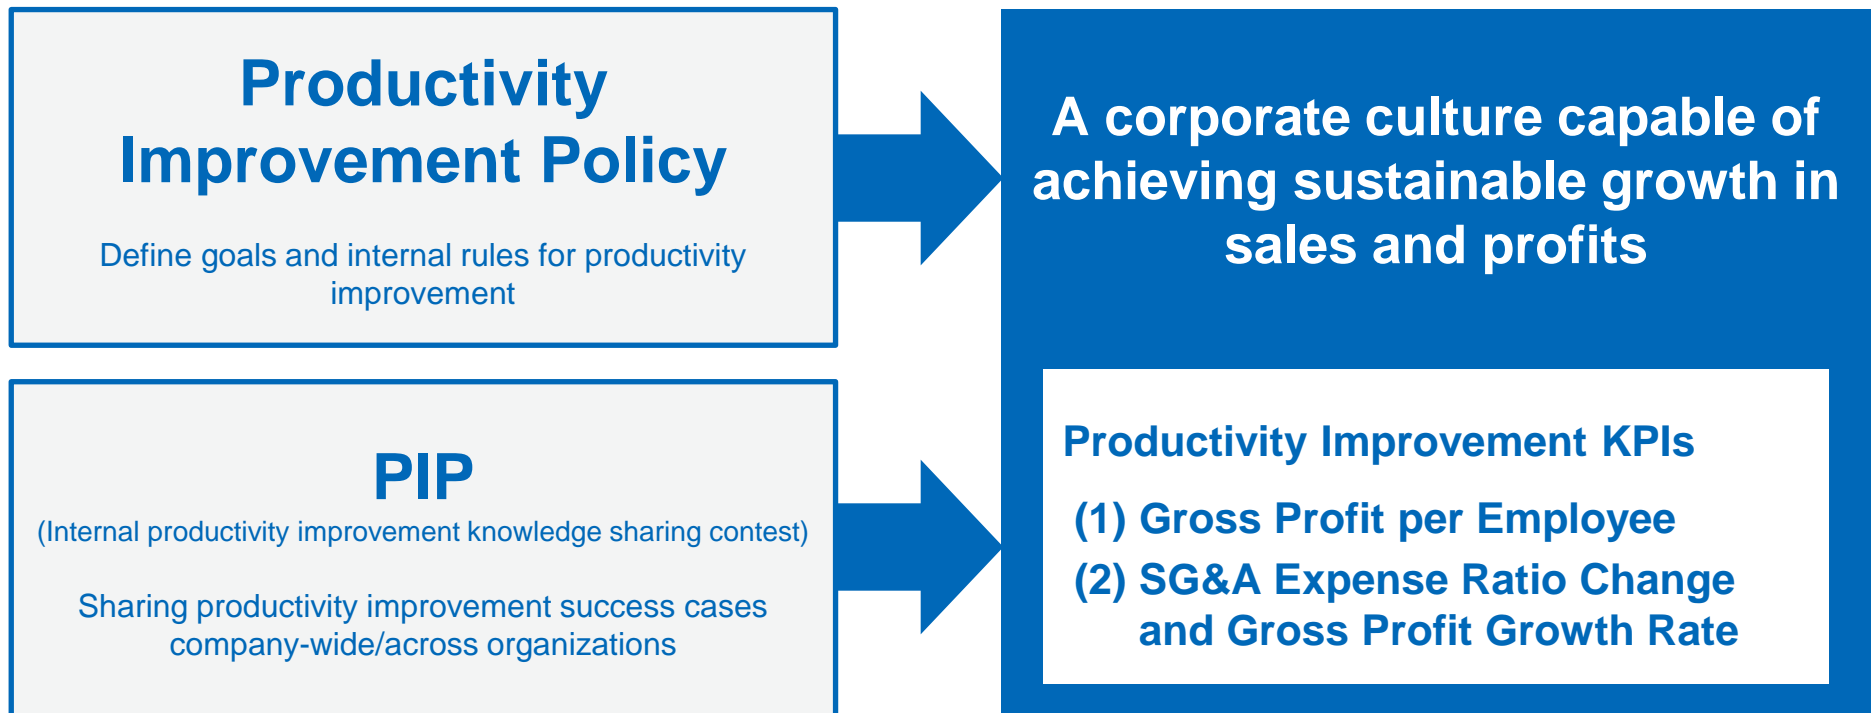 Productivity
Improvement Policy
Define goals and internal rules for productivity
improvement
PIP
(Internal productivity improvement knowledge sharing contest)
Sharing productivity improvement success cases
company-wide/across organizations
A corporate culture capable of
achieving sustainable growth in
sales and profits
Productivity Improvement KPIs
(1) Gross Profit per Employee
(2) SG&A Expense Ratio Change
and Gross Profit Growth Rate